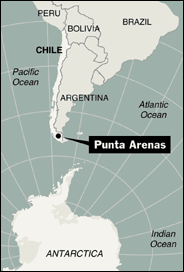 PERU
BRAZIL
BOLIVIA
CHILE
Pacific
Ocean
ARGENTINA
Atlantic
Ocean
Punta Arenas
Indian
Ocean
ANTARCTICA